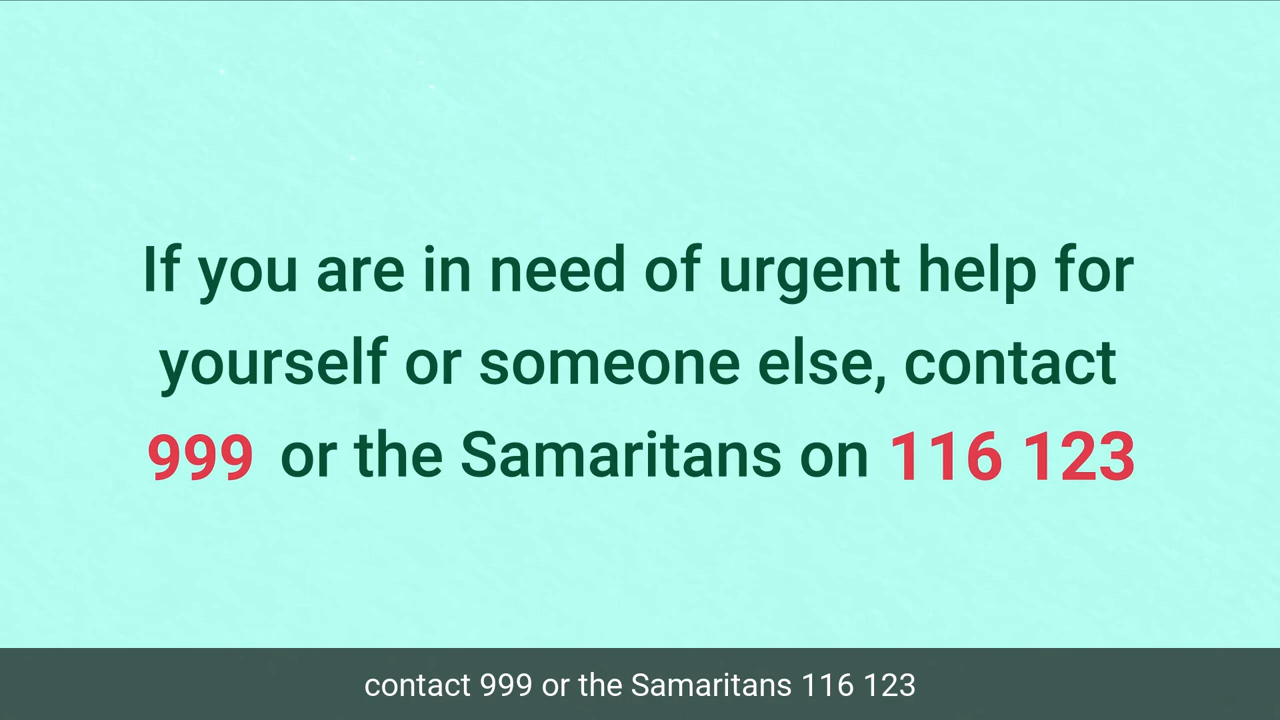 If you are in need of urgent help for
yourself or someone else, contact
999 or the Samaritans on 116 123
contact 999 or the Samaritans 116 123